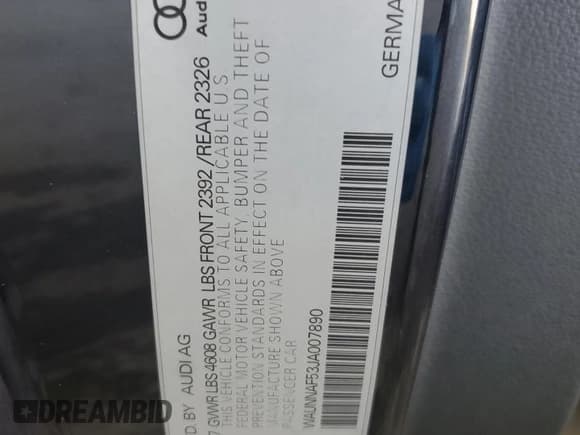 Audi
GERMA
D. BY AUDI AG
7 GVWR LBS 4608 GAWR LBS FRONT 2392 / REAR 2326
THIS VEHICLE CONFORMS TO ALL APPLICABLE U S
FEDERAL MOTOR VEHICLE SAFETY, BUMPER AND THEFT
PREVENTION STANDARDS IN EFFECT ON THE DATE OF
MANUFACTURE SHOWN ABOVE
PASSENGER CAR
WAUNNAF53JA007890
DREAMBID